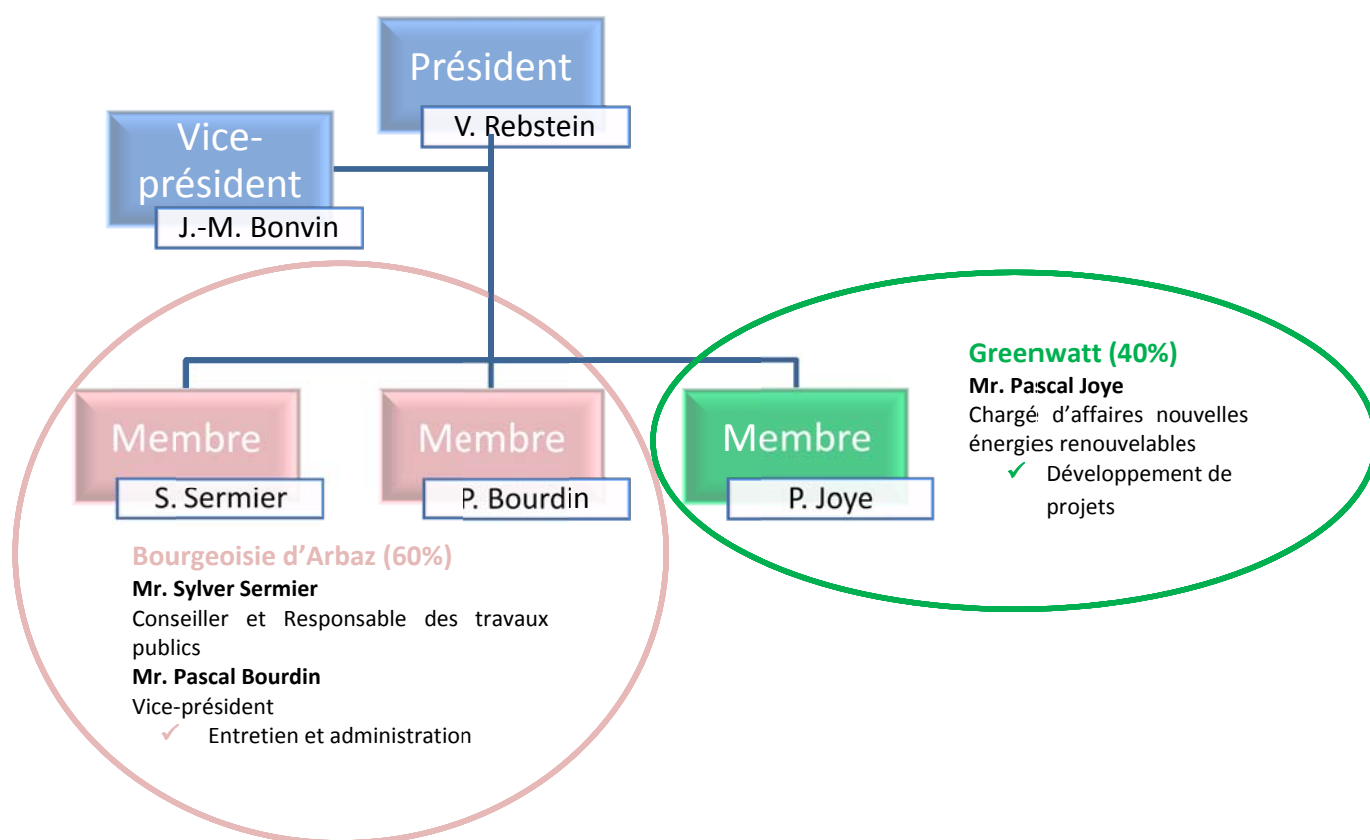 Président
V. Rebstein
Vice-
président
J.-M. Bonvin
Membre
S. Sermier
Membre
P. Bourdin
Membre
P. Joye
Bourgeoisie d’Arbaz (60%)
Mr. Sylver Sermier
Conseiller et Responsable des travaux
publics
Mr. Pascal Bourdin
Vice-président
✓ Entretien et administration
Greenwatt (40%)
Mr. Pascal Joye
Chargé d’affaires nouvelles
énergies renouvelables
✓ Développement de
projets